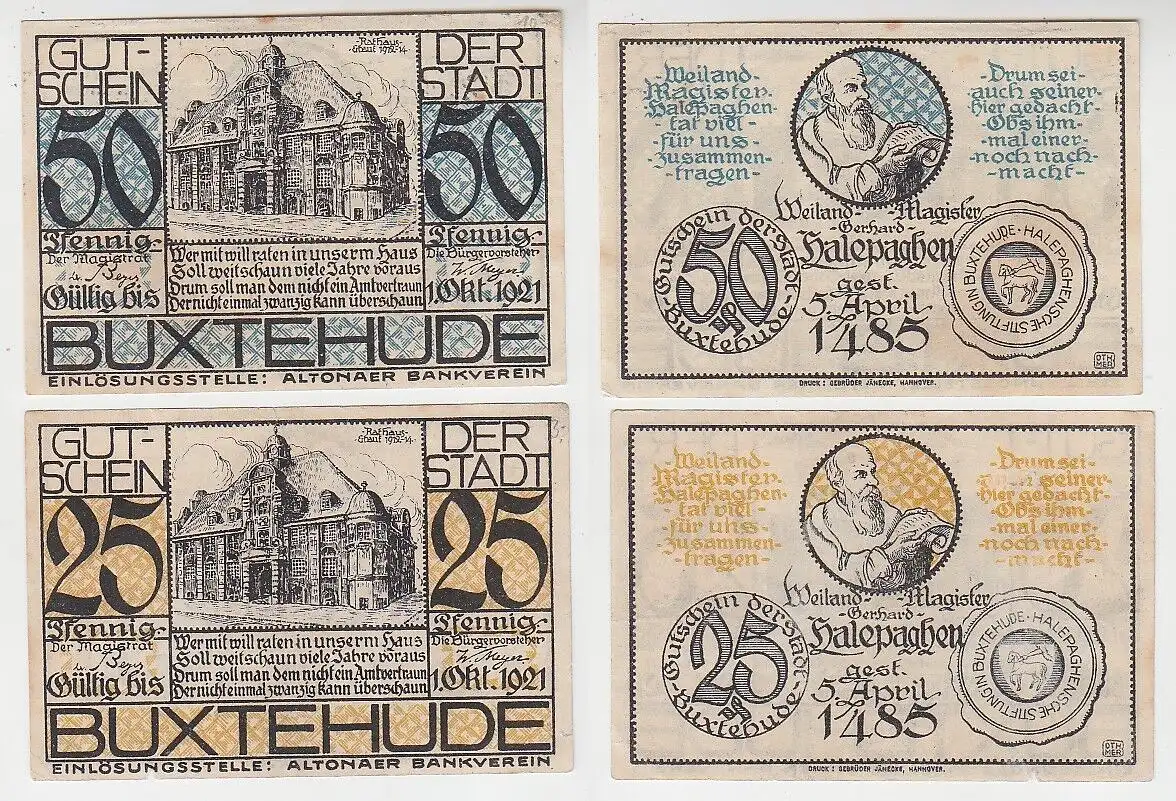 GUT-
SCHEIN
Rathaus-
Erbaut 1912-14-
DER
STADT
50
50
Pfennig-
Der Magistrat
Gültig bis
Wer mit will raten in unserm Haus
Soll weitschaun viele Jahre voraus
Drum soll man dem nicht ein Amt vertraun
Der nicht einmal zwanzig kann überschaun
Pfennig-
Die Bürgervorsteher
1.Okt.1921
BUXTEHUDE
EINLÖSUNGSSTELLE: ALTONAER BANKVEREIN
-Weiland-
-Magister-
-Halepaghen-
-tat viel-
-für uns-
-zusammen-
-tragen-
-Drum sei-
-auch seiner-
-hier gedacht-
-Obs ihm-
-mal einer-
-noch nach-
-macht-
Weiland- -Magister
-Gerhard-
Halepaghen
gest.
5. April
1485
Gutschein der Stadt-
50
-Buxtehude-
HALEPAGHENSCHE STIFTUNG IN BUXTEHUDE·
OTH
MER
DRUCK: GEBRÜDER JÄNECKE, HANNOVER.
GUT-
SCHEIN
Rathaus-
Erbaut 1912-14-
DER
STADT
25
25
Pfennig-
Der Magistrat
Gültig bis
Wer mit will raten in unserm Haus
Soll weitschaun viele Jahre voraus
Drum soll man dem nicht ein Amt vertraun
Der nicht einmal zwanzig kann überschaun
Pfennig-
Die Bürgervorsteher
1.Okt.1921
BUXTEHUDE
EINLÖSUNGSSTELLE: ALTONAER BANKVEREIN
-Weiland-
-Magister-
-Halepaghen-
-tat viel-
-für uns-
-zusammen-
-tragen-
-Drum sei-
seiner-
-hier gedacht-
-Obs ihm-
-mal einer-
-noch nach-
-macht-
Weiland- -Magister
-Gerhard-
Halepaghen
gest.
5. April
1485
Gutschein der Stadt-
25
-Buxtehude-
HALEPAGHENSCHE STIFTUNG IN BUXTEHUDE·
OTH
MER
DRUCK: GEBRÜDER JÄNECKE, HANNOVER.